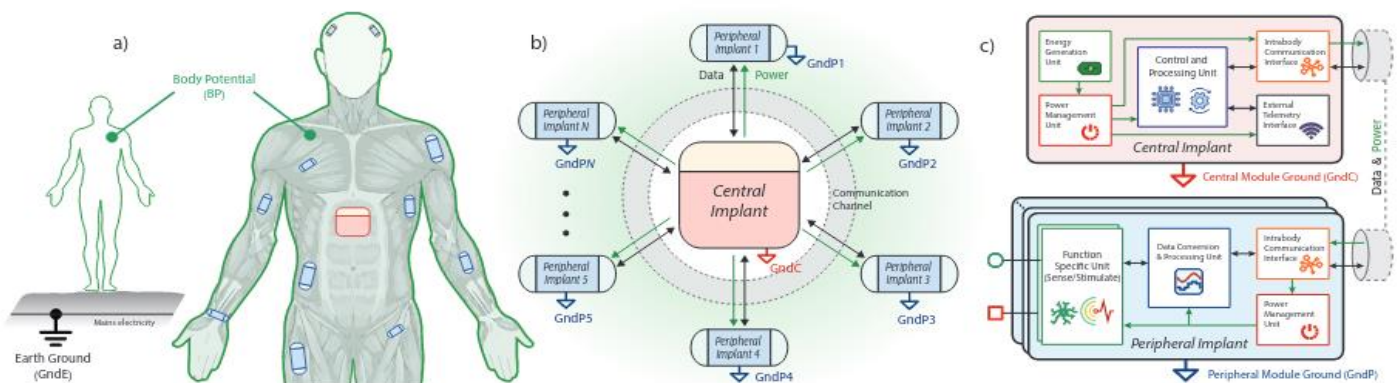 a)
Body Potential
(BP)
Mains electricity
Earth Ground
(GndE)
b)
Peripheral
Implant 1
GndP1
Data
Power
Peripheral
Implant N
GndPN
Peripheral
Implant 2
GndP2
Central
Implant
Communication
Channel
GndC
Peripheral
Implant 5
GndP5
Peripheral
Implant 3
GndP3
Peripheral
Implant 4
GndP4
c)
Energy
Generation
Unit
Control and
Processing Unit
Intrabody
Communication
Interface
Power
Management
Unit
External
Telemetry
Interface
Central Implant
Central Module Ground (GndC)
Data & Power
Function
Specific Unit
(Sense/Stimulate)
Data Conversion
& Processing Unit
Intrabody
Communication
Interface
Power
Management
Unit
Peripheral Implant
Peripheral Module Ground (GndP)